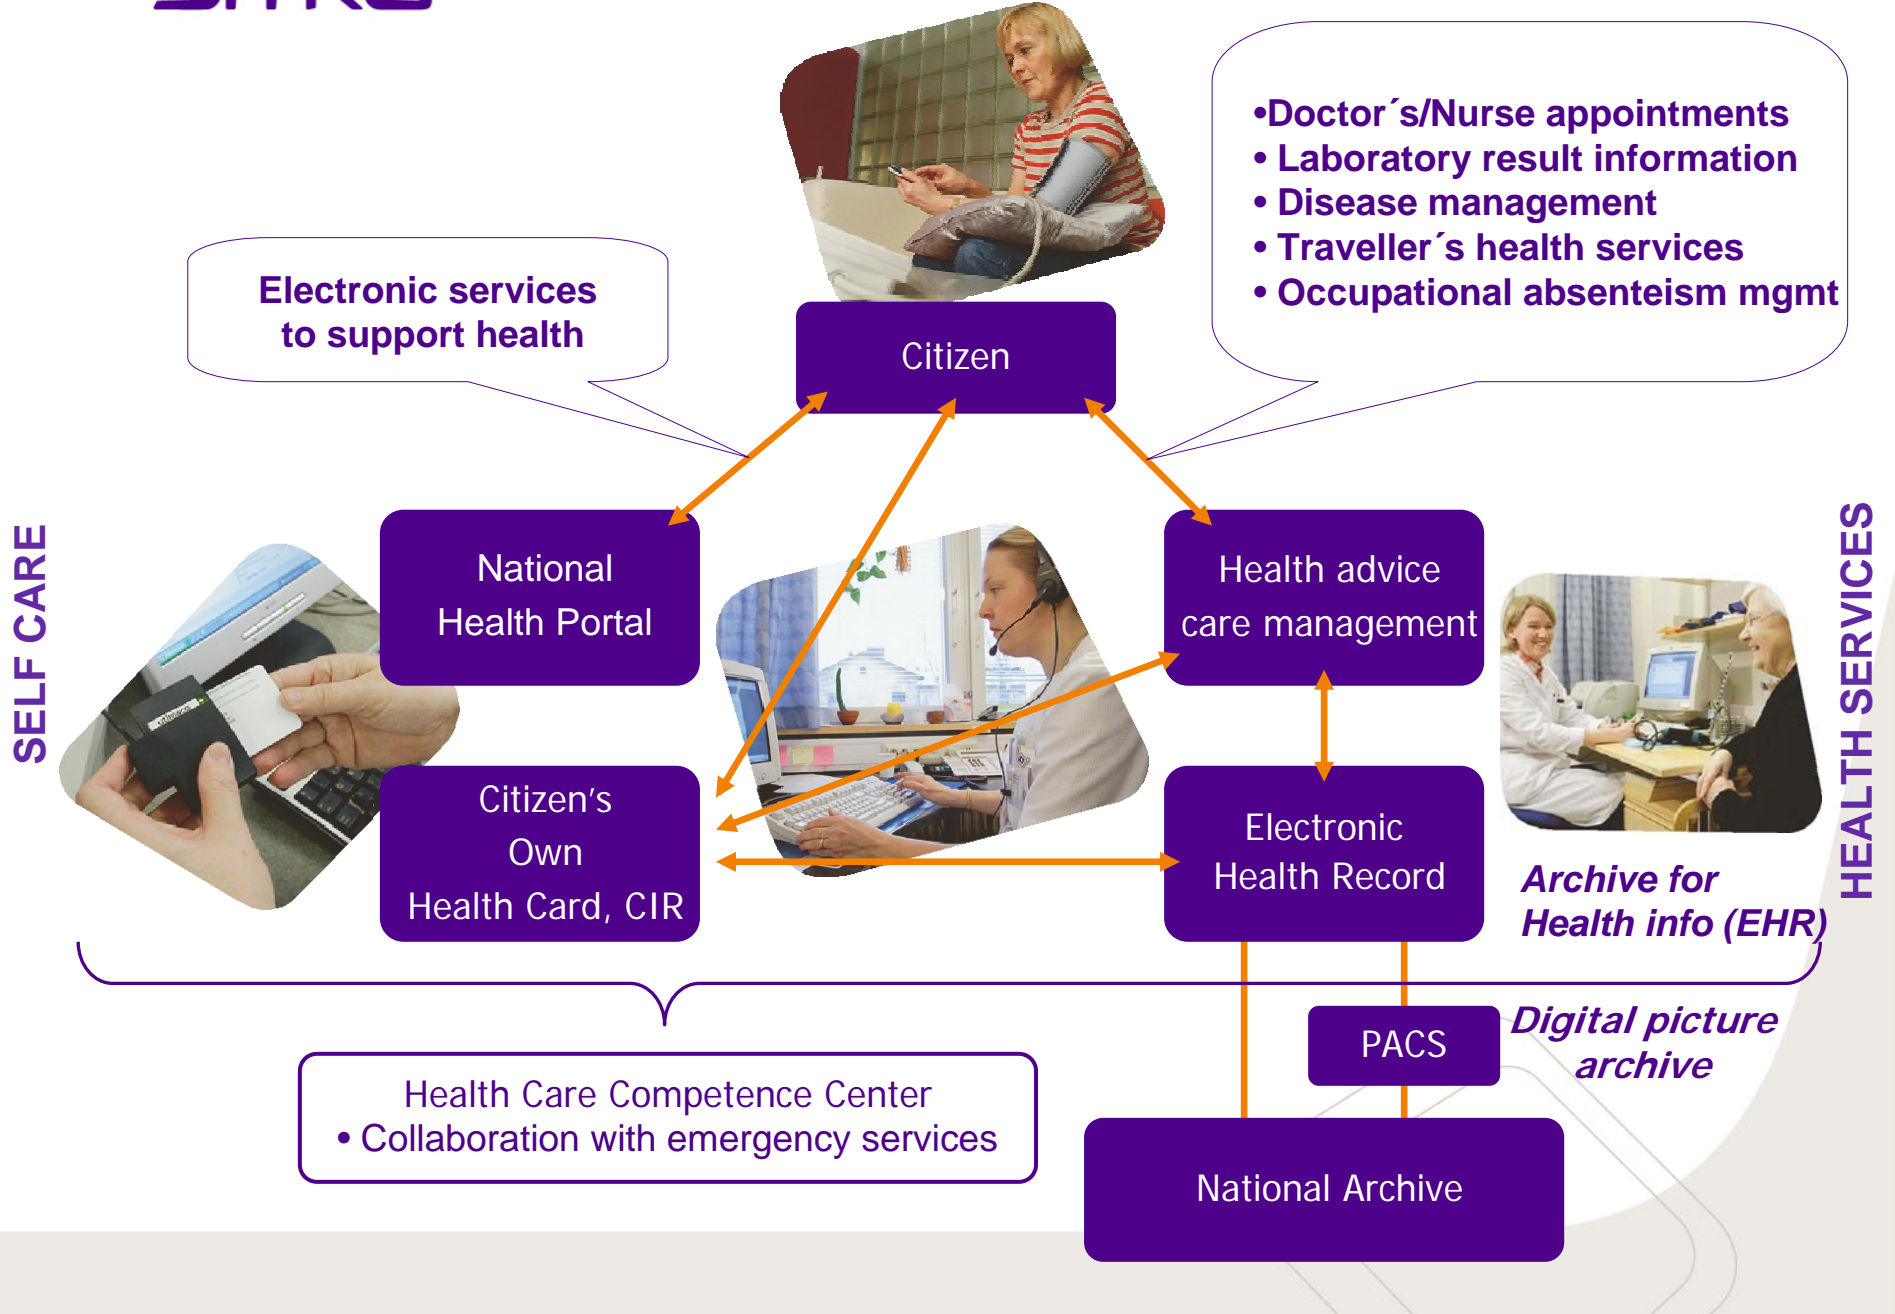 •Doctor´s/Nurse appointments
• Laboratory result information
• Disease management
• Traveller´s health services
• Occupational absenteism mgmt
Electronic services
to support health
Citizen
SELF CARE
HEALTH SERVICES
National
Health Portal
Health advice
care management
Citizen's
Own
Health Card, CIR
Electronic
Health Record
Archive for
Health info (EHR)
PACS
Digital picture
archive
Health Care Competence Center
• Collaboration with emergency services
National Archive